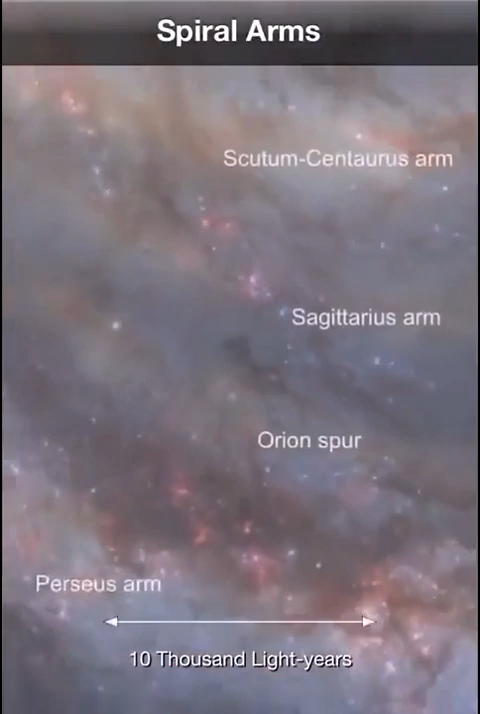 Spiral Arms
Scutum-Centaurus arm
Sagittarius arm
Orion spur
Perseus arm
10 Thousand Light-years